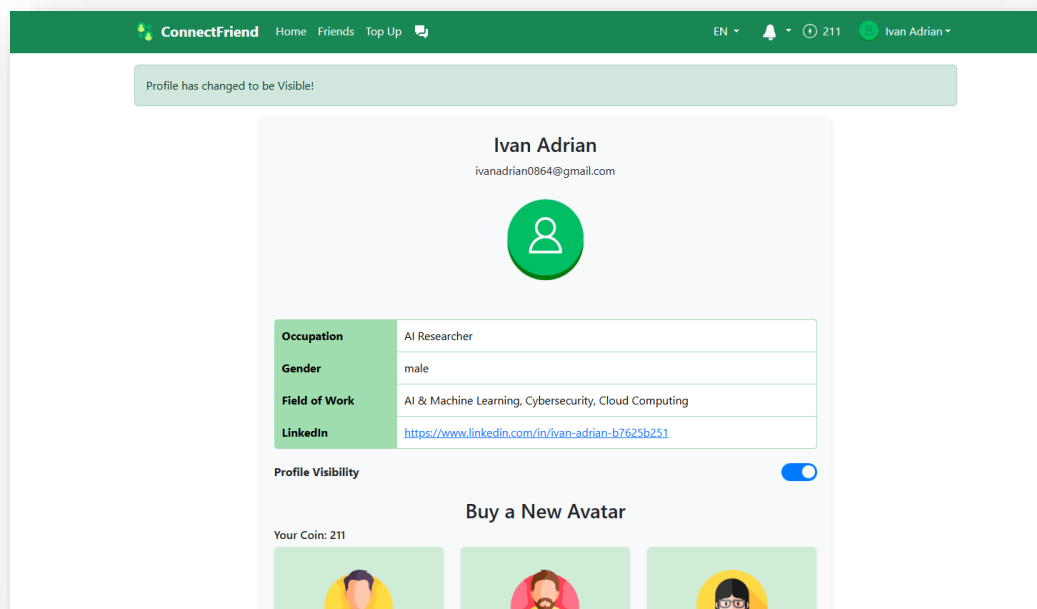 ConnectFriend Home Friends Top Up EN 211 Ivan Adrian
Profile has changed to be Visible!
Ivan Adrian
ivanadrian0864@gmail.com
Occupation AI Researcher
Gender male
Field of Work AI & Machine Learning, Cybersecurity, Cloud Computing
LinkedIn https://www.linkedin.com/in/ivan-adrian-b7625b251
Profile Visibility
Buy a New Avatar
Your Coin: 211